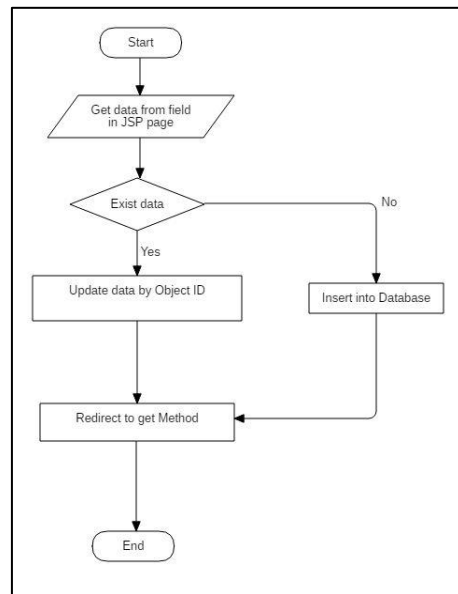 Start
Get data from field
in JSP page
Exist data
No
Yes
Update data by Object ID
Insert into Database
Redirect to get Method
End